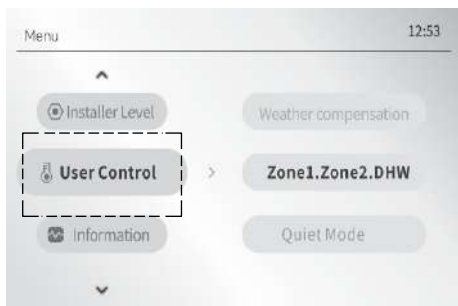 Menu
12:53
Installer Level
Weather compensation
User Control
Zone1.Zone2.DHW
Information
Quiet Mode